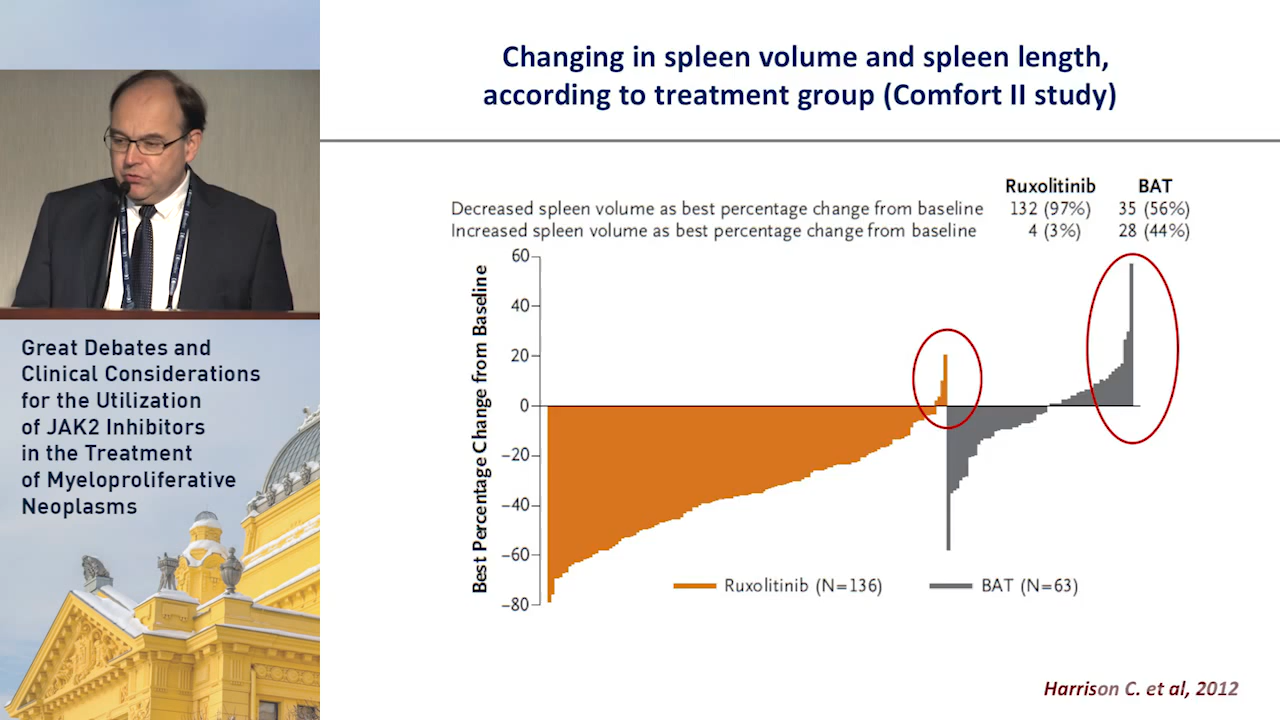 Changing in spleen volume and spleen length,
according to treatment group (Comfort II study)
Ruxolitinib BAT
Decreased spleen volume as best percentage change from baseline 132 (97%) 35 (56%)
Increased spleen volume as best percentage change from baseline 4 (3%) 28 (44%)
Best Percentage Change from Baseline
60
40
20
0
−20
−40
−60
−80
Ruxolitinib (N=136) BAT (N=63)
Harrison C. et al, 2012
Great Debates and
Clinical Considerations
for the Utilization
of JAK2 Inhibitors
in the Treatment
of Myeloproliferative
Neoplasms